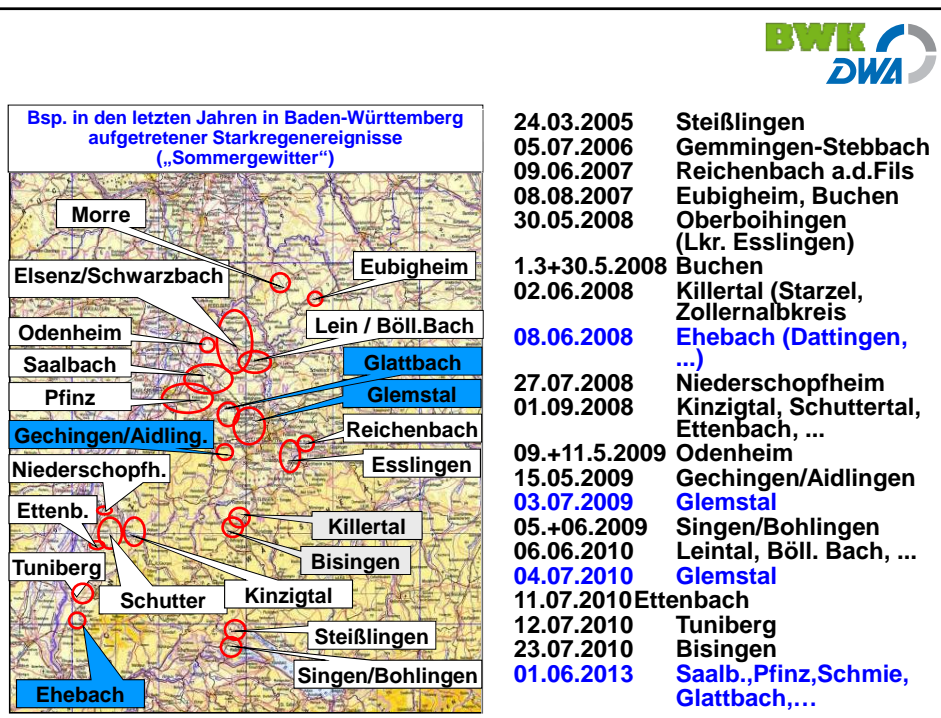 BWK
DWA
Bsp. in den letzten Jahren in Baden-Württemberg
aufgetretener Starkregenereignisse
(„Sommergewitter“)
Morre
Eubigheim
Elsenz/Schwarzbach
Lein / Böll.Bach
Odenheim
Glattbach
Saalbach
Glemstal
Pfinz
Reichenbach
Gechingen/Aidling.
Esslingen
Niederschopfh.
Ettenb.
Killertal
Bisingen
Tuniberg
Schutter
Kinzigtal
Steißlingen
Singen/Bohlingen
Ehebach
24.03.2005 Steißlingen
05.07.2006 Gemmingen-Stebbach
09.06.2007 Reichenbach a.d.Fils
08.08.2007 Eubigheim, Buchen
30.05.2008 Oberboihingen
(Lkr. Esslingen)
1.3+30.5.2008 Buchen
02.06.2008 Killertal (Starzel,
Zollernalbkreis
08.06.2008 Ehebach (Dattingen,
...)
27.07.2008 Niederschopfheim
01.09.2008 Kinzigtal, Schuttertal,
Ettenbach, ...
09.+11.5.2009 Odenheim
15.05.2009 Gechingen/Aidlingen
03.07.2009 Glemstal
05.+06.2009 Singen/Bohlingen
06.06.2010 Leintal, Böll. Bach, ...
04.07.2010 Glemstal
11.07.2010Ettenbach
12.07.2010 Tuniberg
23.07.2010 Bisingen
01.06.2013 Saalb.,Pfinz,Schmie,
Glattbach,…